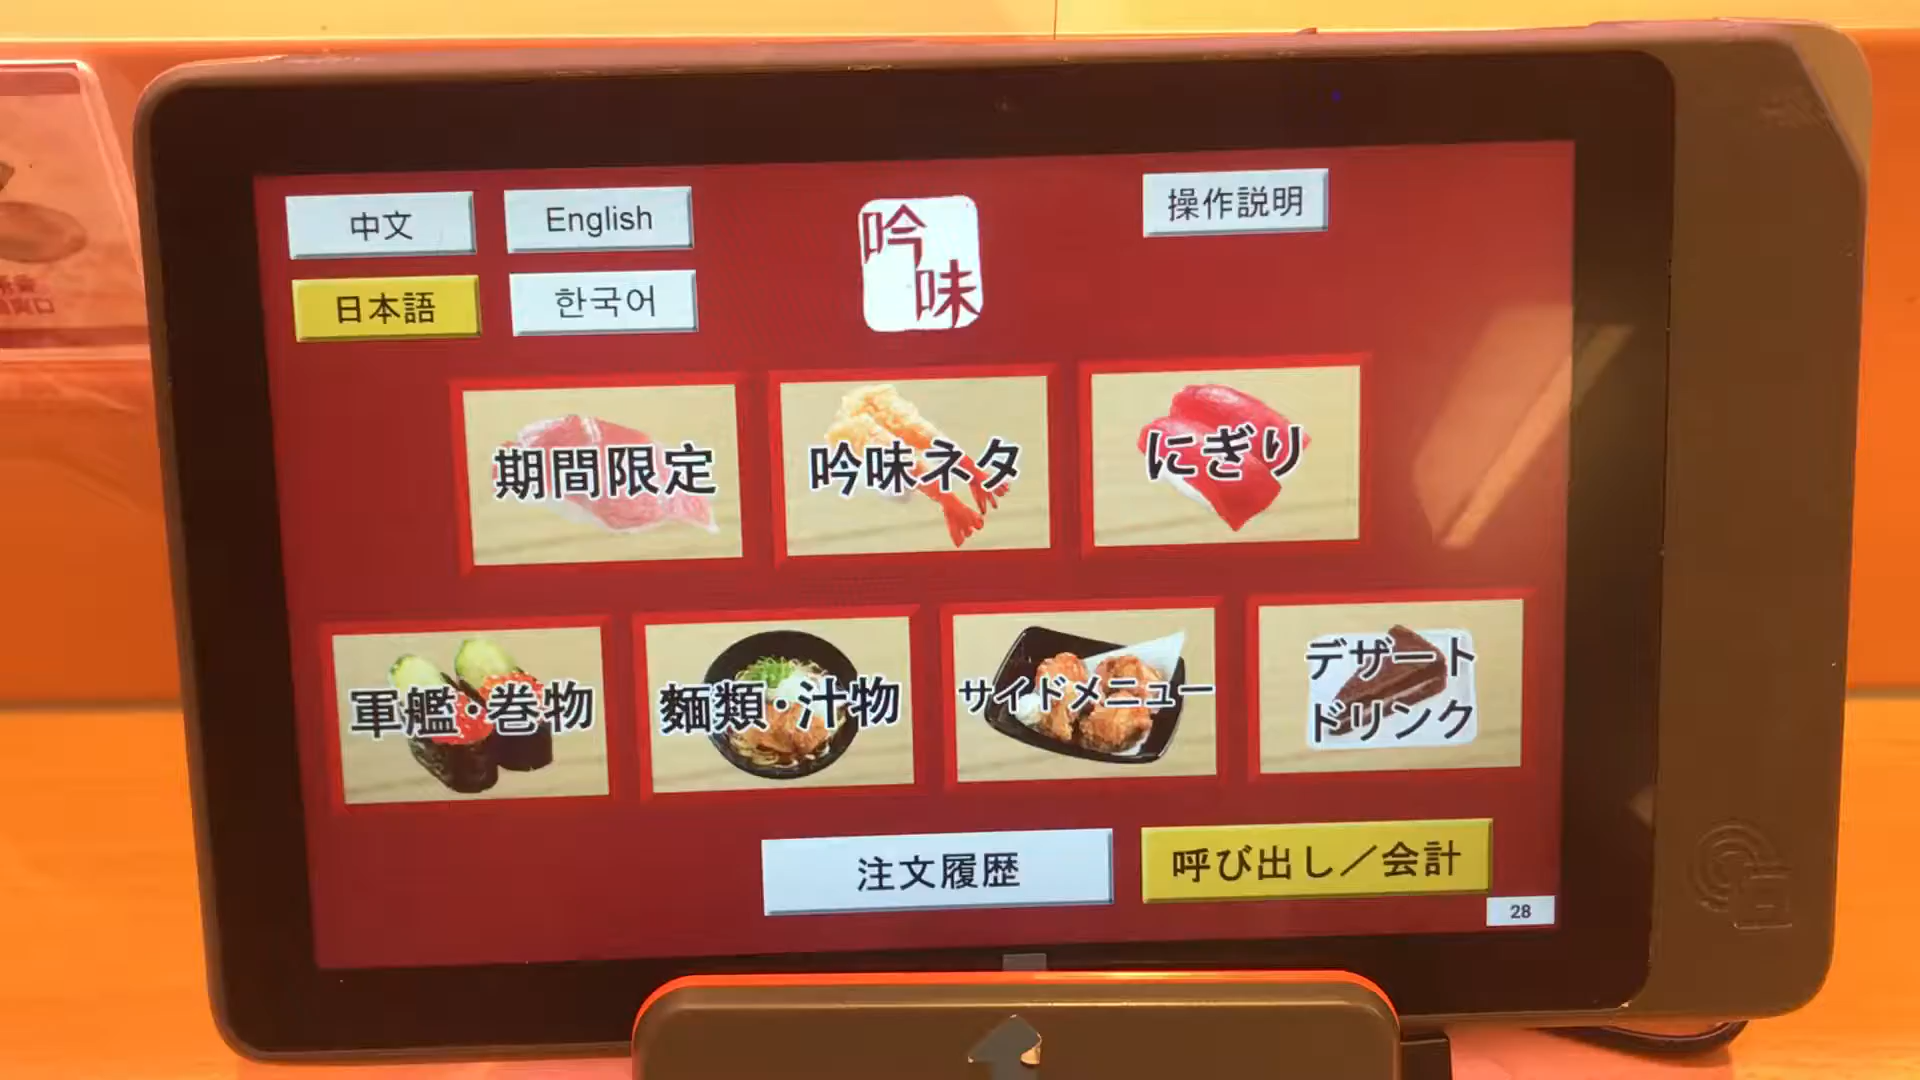 中文
English
操作説明
日本語
한국어
吟味
期間限定
吟味ネタ
にぎり
軍艦・巻物
麵類・汁物
サイドメニュー
デザート
ドリンク
注文履歴
呼び出し／会計
28